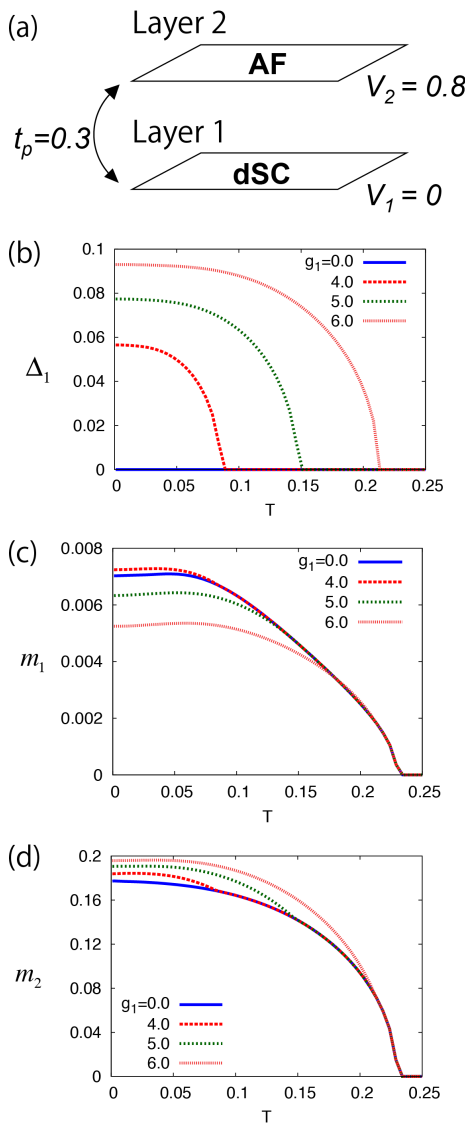 (a)
Layer 2
AF
V2 = 0.8
tp=0.3
Layer 1
dSC
V1 = 0
(b)
0.1
0.08
0.06
0.04
0.02
0
Δ1
g1=0.0
4.0
5.0
6.0
0 0.05 0.1 0.15 0.2 0.25
T
(c)
0.008
0.006
0.004
0.002
0
m1
g1=0.0
4.0
5.0
6.0
0 0.05 0.1 0.15 0.2 0.25
T
(d)
0.2
0.16
0.12
0.08
0.04
0
m2
g1=0.0
4.0
5.0
6.0
0 0.05 0.1 0.15 0.2 0.25
T